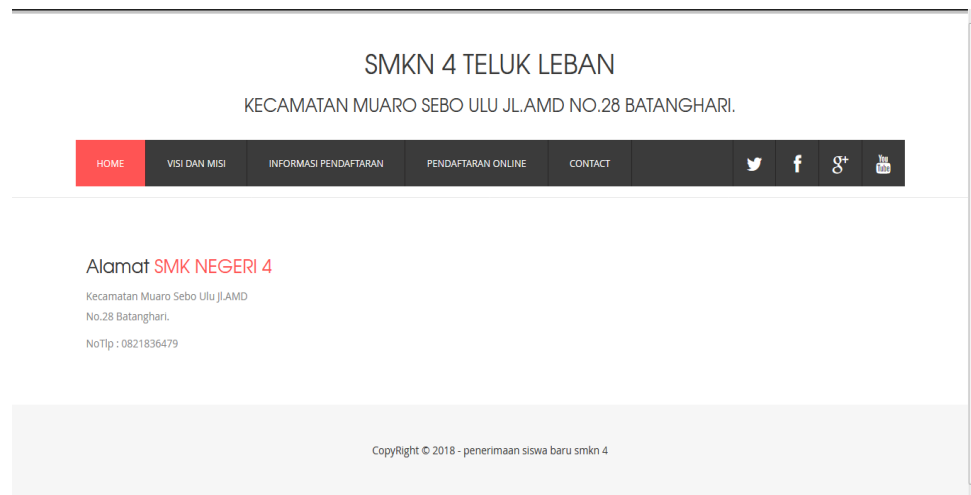 SMKN 4 TELUK LEBAN
KECAMATAN MUARO SEBO ULU JL.AMD NO.28 BATANGHARI.
HOME VISI DAN MISI INFORMASI PENDAFTARAN PENDAFTARAN ONLINE CONTACT f g+ You Tube
Alamat SMK NEGERI 4
Kecamatan Muaro Sebo Ulu Jl.AMD
No.28 Batanghari.
NoTlp : 0821836479
CopyRight © 2018 - penerimaan siswa baru smkn 4